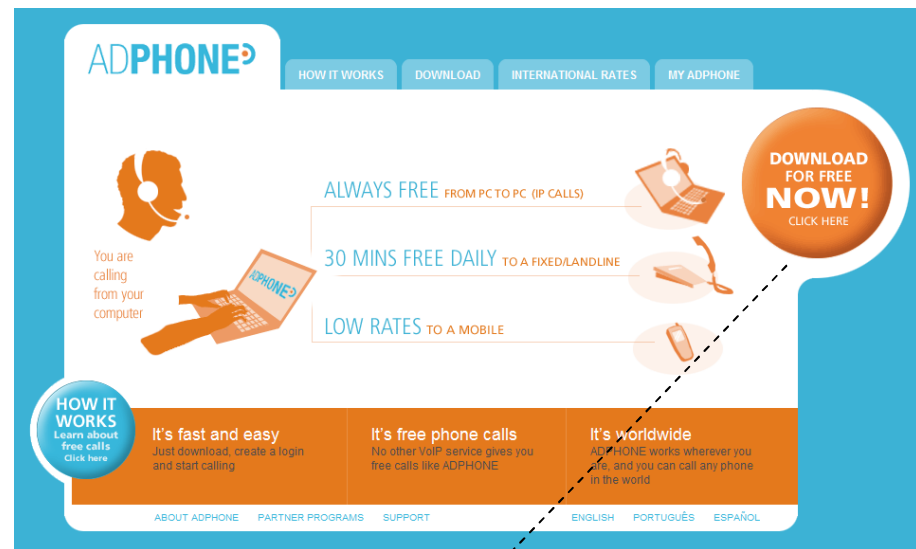 ADPHONE
HOW IT WORKS
DOWNLOAD
INTERNATIONAL RATES
MY ADPHONE
DOWNLOAD
FOR FREE
NOW!
CLICK HERE
ALWAYS FREE FROM PC TO PC (IP CALLS)
30 MINS FREE DAILY TO A FIXED/LANDLINE
LOW RATES TO A MOBILE
You are
calling
from your
computer
ADPHONE
HOW IT
WORKS
Learn about
free calls
Click here
It's fast and easy
Just download, create a login
and start calling
It's free phone calls
No other VoIP service gives you
free calls like ADPHONE
It's worldwide
ADPHONE works wherever you
are, and you can call any phone
in the world
ABOUT ADPHONE PARTNER PROGRAMS SUPPORT
ENGLISH PORTUGUÊS ESPAÑOL